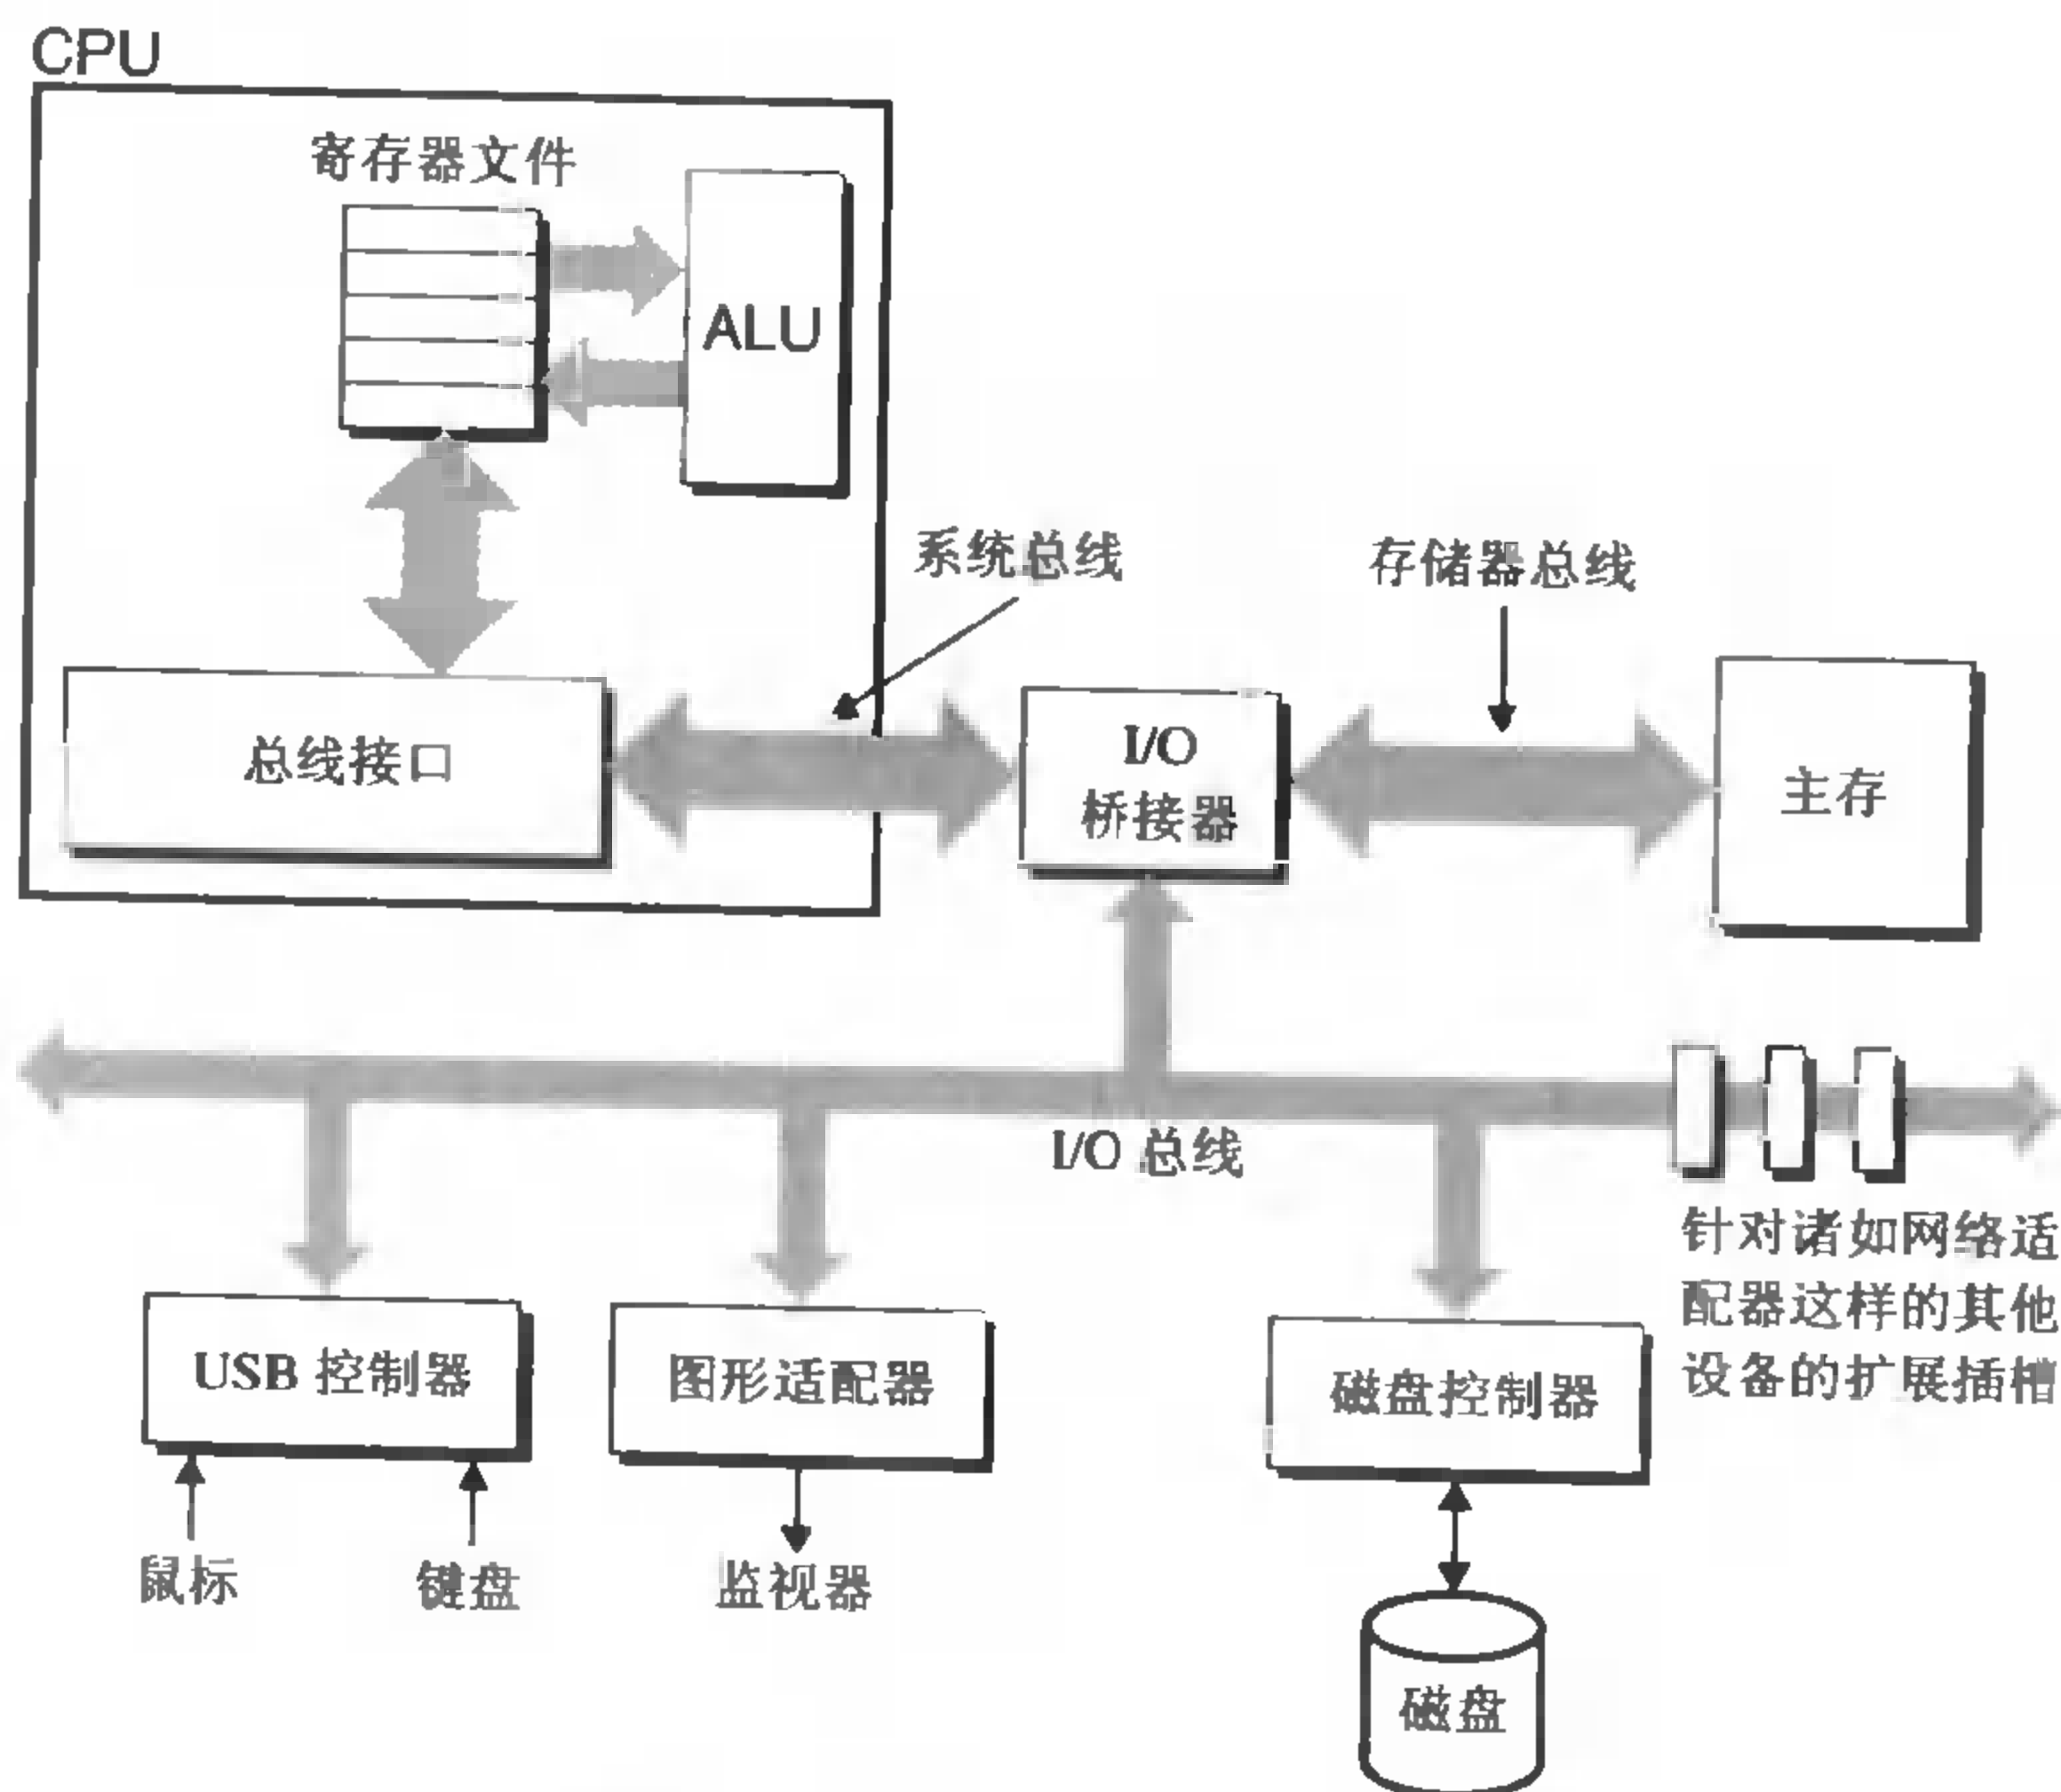 CPU
寄存器文件
ALU
系统总线
存储器总线
总线接口
I/O
桥接器
主存
I/O 总线
针对诸如网络适
配器这样的其他
设备的扩展插槽
USB 控制器
图形适配器
磁盘控制器
鼠标
键盘
监视器
磁盘